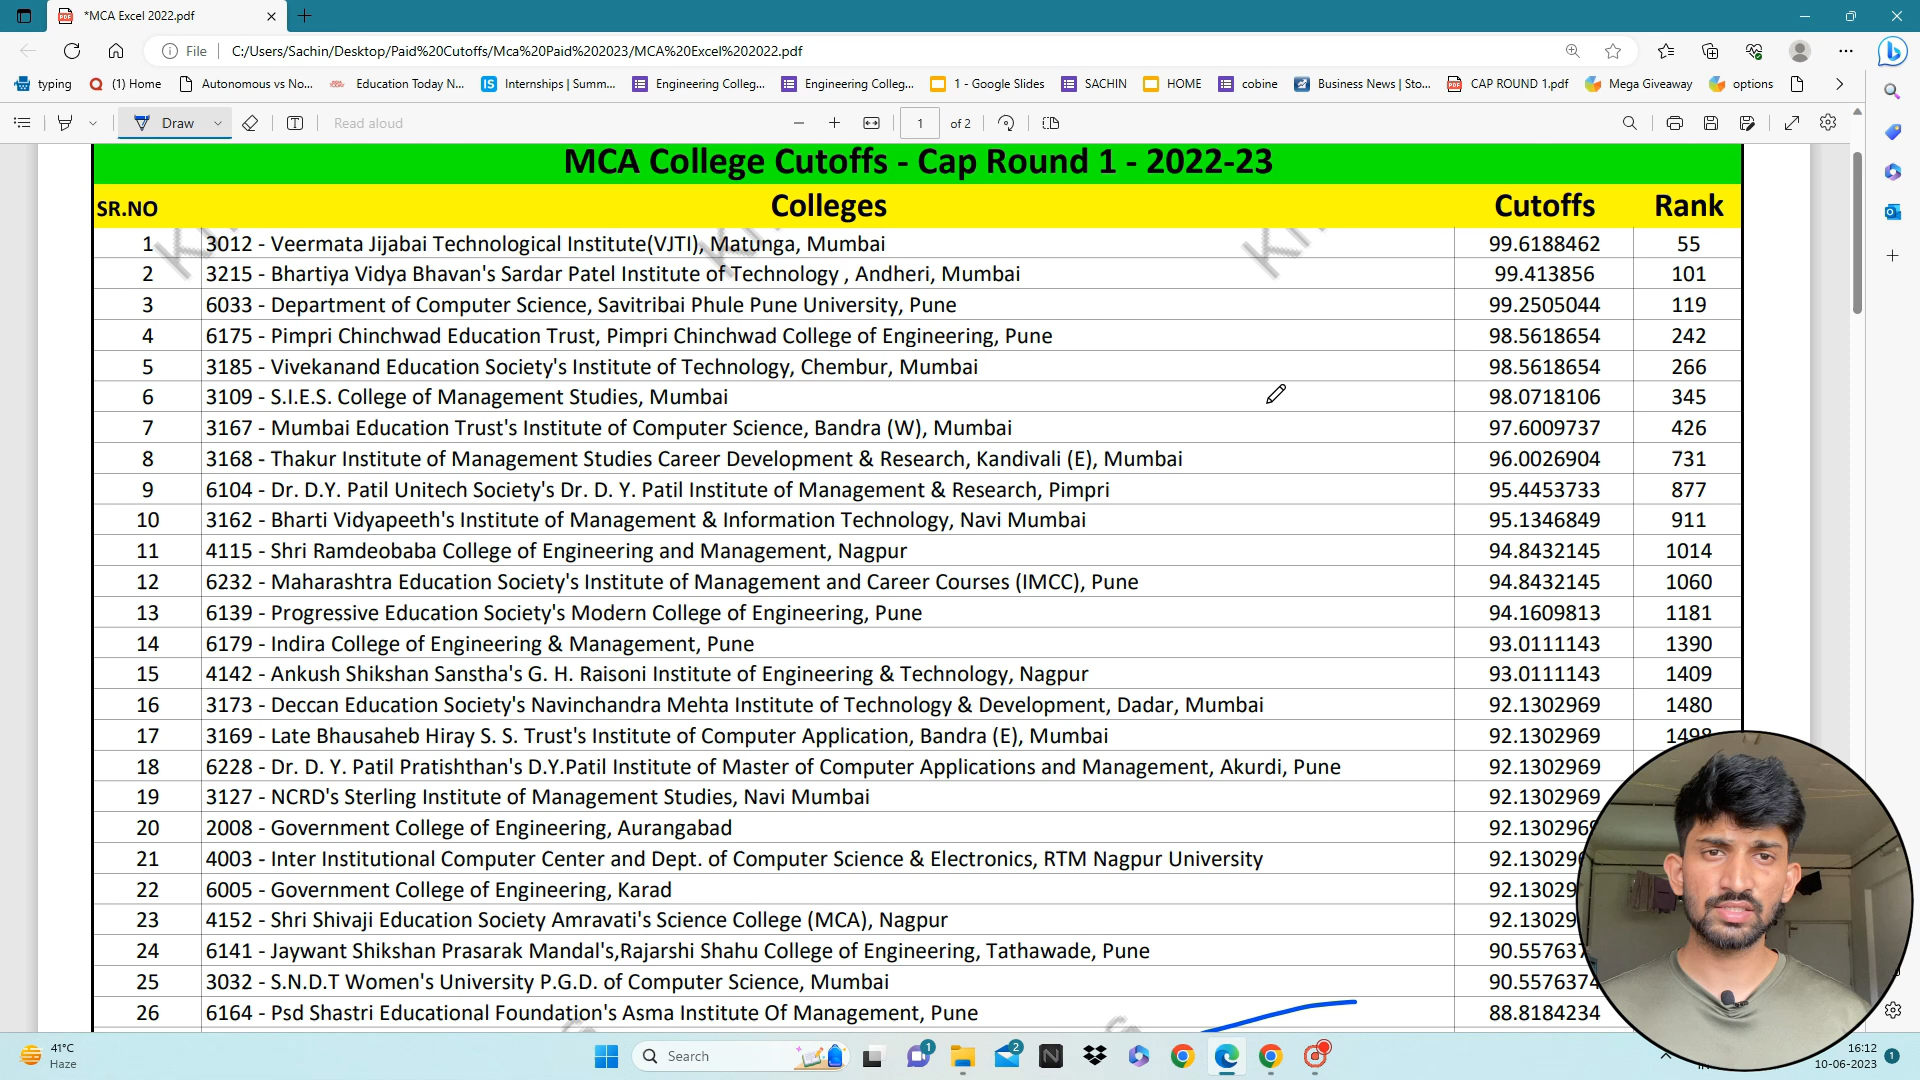 *MCA Excel 2022.pdf
File C:/Users/Sachin/Desktop/Paid%20Cutoffs/Mca%20Paid%202023/MCA%20Excel%202022.pdf
typing (1) Home Autonomous vs No... Education Today N... Internships | Summ... Engineering Colleg... Engineering Colleg... 1 - Google Slides SACHIN HOME cobine Business News | Sto... CAP ROUND 1.pdf Mega Giveaway options
Draw Read aloud 1 of 2
MCA College Cutoffs - Cap Round 1 - 2022-23
SR.NO Colleges Cutoffs Rank
1 3012 - Veermata Jijabai Technological Institute(VJTI), Matunga, Mumbai 99.6188462 55
2 3215 - Bhartiya Vidya Bhavan's Sardar Patel Institute of Technology , Andheri, Mumbai 99.413856 101
3 6033 - Department of Computer Science, Savitribai Phule Pune University, Pune 99.2505044 119
4 6175 - Pimpri Chinchwad Education Trust, Pimpri Chinchwad College of Engineering, Pune 98.5618654 242
5 3185 - Vivekanand Education Society's Institute of Technology, Chembur, Mumbai 98.5618654 266
6 3109 - S.I.E.S. College of Management Studies, Mumbai 98.0718106 345
7 3167 - Mumbai Education Trust's Institute of Computer Science, Bandra (W), Mumbai 97.6009737 426
8 3168 - Thakur Institute of Management Studies Career Development & Research, Kandivali (E), Mumbai 96.0026904 731
9 6104 - Dr. D.Y. Patil Unitech Society's Dr. D. Y. Patil Institute of Management & Research, Pimpri 95.4453733 877
10 3162 - Bharti Vidyapeeth's Institute of Management & Information Technology, Navi Mumbai 95.1346849 911
11 4115 - Shri Ramdeobaba College of Engineering and Management, Nagpur 94.8432145 1014
12 6232 - Maharashtra Education Society's Institute of Management and Career Courses (IMCC), Pune 94.8432145 1060
13 6139 - Progressive Education Society's Modern College of Engineering, Pune 94.1609813 1181
14 6179 - Indira College of Engineering & Management, Pune 93.0111143 1390
15 4142 - Ankush Shikshan Sanstha's G. H. Raisoni Institute of Engineering & Technology, Nagpur 93.0111143 1409
16 3173 - Deccan Education Society's Navinchandra Mehta Institute of Technology & Development, Dadar, Mumbai 92.1302969 1480
17 3169 - Late Bhausaheb Hiray S. S. Trust's Institute of Computer Application, Bandra (E), Mumbai 92.1302969 1498
18 6228 - Dr. D. Y. Patil Pratishthan's D.Y.Patil Institute of Master of Computer Applications and Management, Akurdi, Pune 92.1302969
19 3127 - NCRD's Sterling Institute of Management Studies, Navi Mumbai 92.1302969
20 2008 - Government College of Engineering, Aurangabad 92.1302969
21 4003 - Inter Institutional Computer Center and Dept. of Computer Science & Electronics, RTM Nagpur University 92.13029
22 6005 - Government College of Engineering, Karad 92.13029
23 4152 - Shri Shivaji Education Society Amravati's Science College (MCA), Nagpur 92.13029
24 6141 - Jaywant Shikshan Prasarak Mandal's,Rajarshi Shahu College of Engineering, Tathawade, Pune 90.557637
25 3032 - S.N.D.T Women's University P.G.D. of Computer Science, Mumbai 90.5576374
26 6164 - Psd Shastri Educational Foundation's Asma Institute Of Management, Pune 88.8184234
41°C
Haze
Search
1
2
16:12
10-06-2023
1